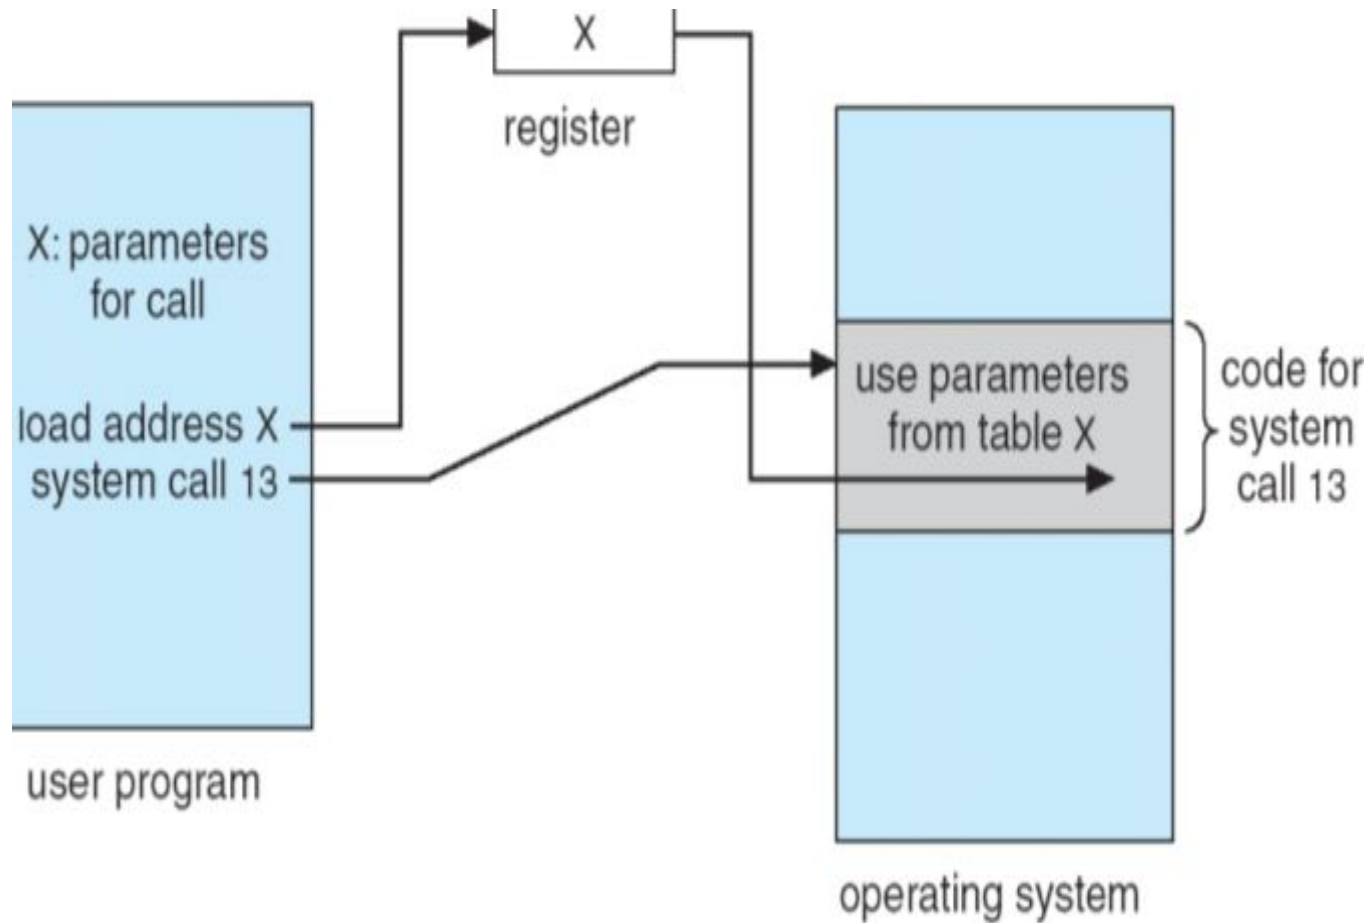 X
register
X: parameters
for call
load address X
system call 13
user program
use parameters
from table X
code for
system
call 13
operating system